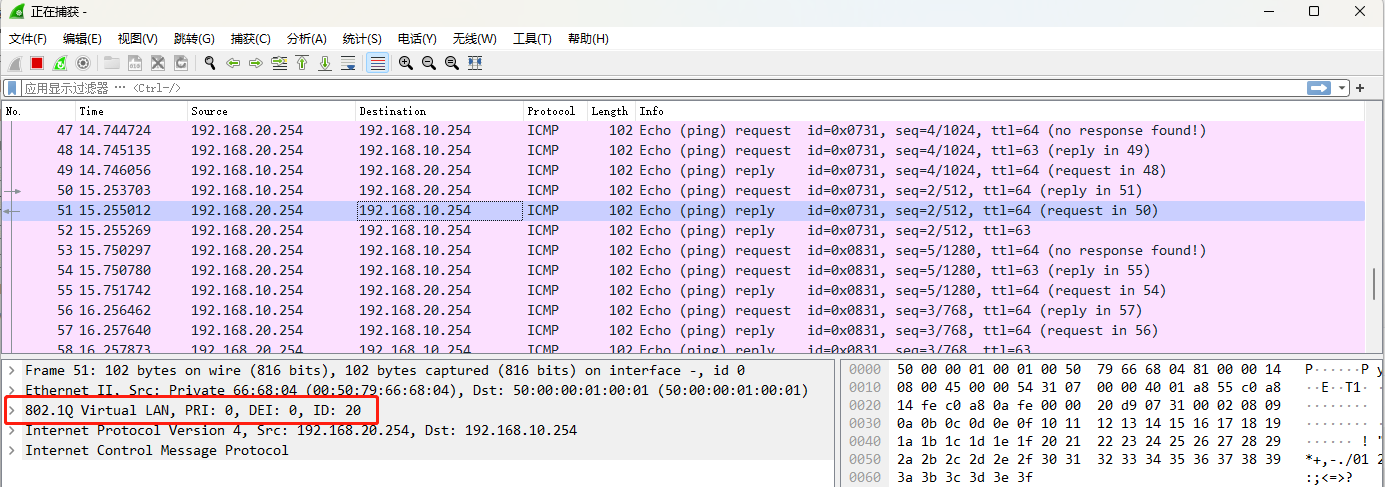 正在捕获 -
文件(F) 编辑(E) 视图(V) 跳转(G) 捕获(C) 分析(A) 统计(S) 电话(Y) 无线(W) 工具(T) 帮助(H)
应用显示过滤器 … <Ctrl-/>
No. Time Source Destination Protocol Length Info
47 14.744724 192.168.20.254 192.168.10.254 ICMP 102 Echo (ping) request id=0x0731, seq=4/1024, ttl=64 (no response found!)
48 14.745135 192.168.20.254 192.168.10.254 ICMP 102 Echo (ping) request id=0x0731, seq=4/1024, ttl=63 (reply in 49)
49 14.746056 192.168.10.254 192.168.20.254 ICMP 102 Echo (ping) reply id=0x0731, seq=4/1024, ttl=64 (request in 48)
50 15.253703 192.168.10.254 192.168.20.254 ICMP 102 Echo (ping) request id=0x0731, seq=2/512, ttl=64 (reply in 51)
51 15.255012 192.168.20.254 192.168.10.254 ICMP 102 Echo (ping) reply id=0x0731, seq=2/512, ttl=64 (request in 50)
52 15.255269 192.168.20.254 192.168.10.254 ICMP 102 Echo (ping) reply id=0x0731, seq=2/512, ttl=63
53 15.750297 192.168.20.254 192.168.10.254 ICMP 102 Echo (ping) request id=0x0831, seq=5/1280, ttl=64 (no response found!)
54 15.750780 192.168.20.254 192.168.10.254 ICMP 102 Echo (ping) request id=0x0831, seq=5/1280, ttl=63 (reply in 55)
55 15.751742 192.168.10.254 192.168.20.254 ICMP 102 Echo (ping) reply id=0x0831, seq=5/1280, ttl=64 (request in 54)
56 16.256462 192.168.10.254 192.168.20.254 ICMP 102 Echo (ping) request id=0x0831, seq=3/768, ttl=64 (reply in 57)
57 16.257640 192.168.20.254 192.168.10.254 ICMP 102 Echo (ping) reply id=0x0831, seq=3/768, ttl=64 (request in 56)
58 16.257873 192.168.20.254 192.168.10.254 ICMP 102 Echo (ping) reply id=0x0831, seq=3/768, ttl=63
Frame 51: 102 bytes on wire (816 bits), 102 bytes captured (816 bits) on interface -, id 0
Ethernet II, Src: Private_66:68:04 (00:50:79:66:68:04), Dst: 50:00:00:01:00:01 (50:00:00:01:00:01)
802.1Q Virtual LAN, PRI: 0, DEI: 0, ID: 20
Internet Protocol Version 4, Src: 192.168.20.254, Dst: 192.168.10.254
Internet Control Message Protocol
0000 50 00 00 01 00 01 00 50 79 66 68 04 81 00 00 14 P······P y
0010 08 00 45 00 00 54 31 07 00 00 40 01 a8 55 c0 a8 ··E··T1·
0020 14 fe c0 a8 0a fe 00 00 20 d9 07 31 00 02 08 09 ········
0030 0a 0b 0c 0d 0e 0f 10 11 12 13 14 15 16 17 18 19 ········
0040 1a 1b 1c 1d 1e 1f 20 21 22 23 24 25 26 27 28 29 ······ ! "
0050 2a 2b 2c 2d 2e 2f 30 31 32 33 34 35 36 37 38 39 *+,-./01 2
0060 3a 3b 3c 3d 3e 3f :;<=>?